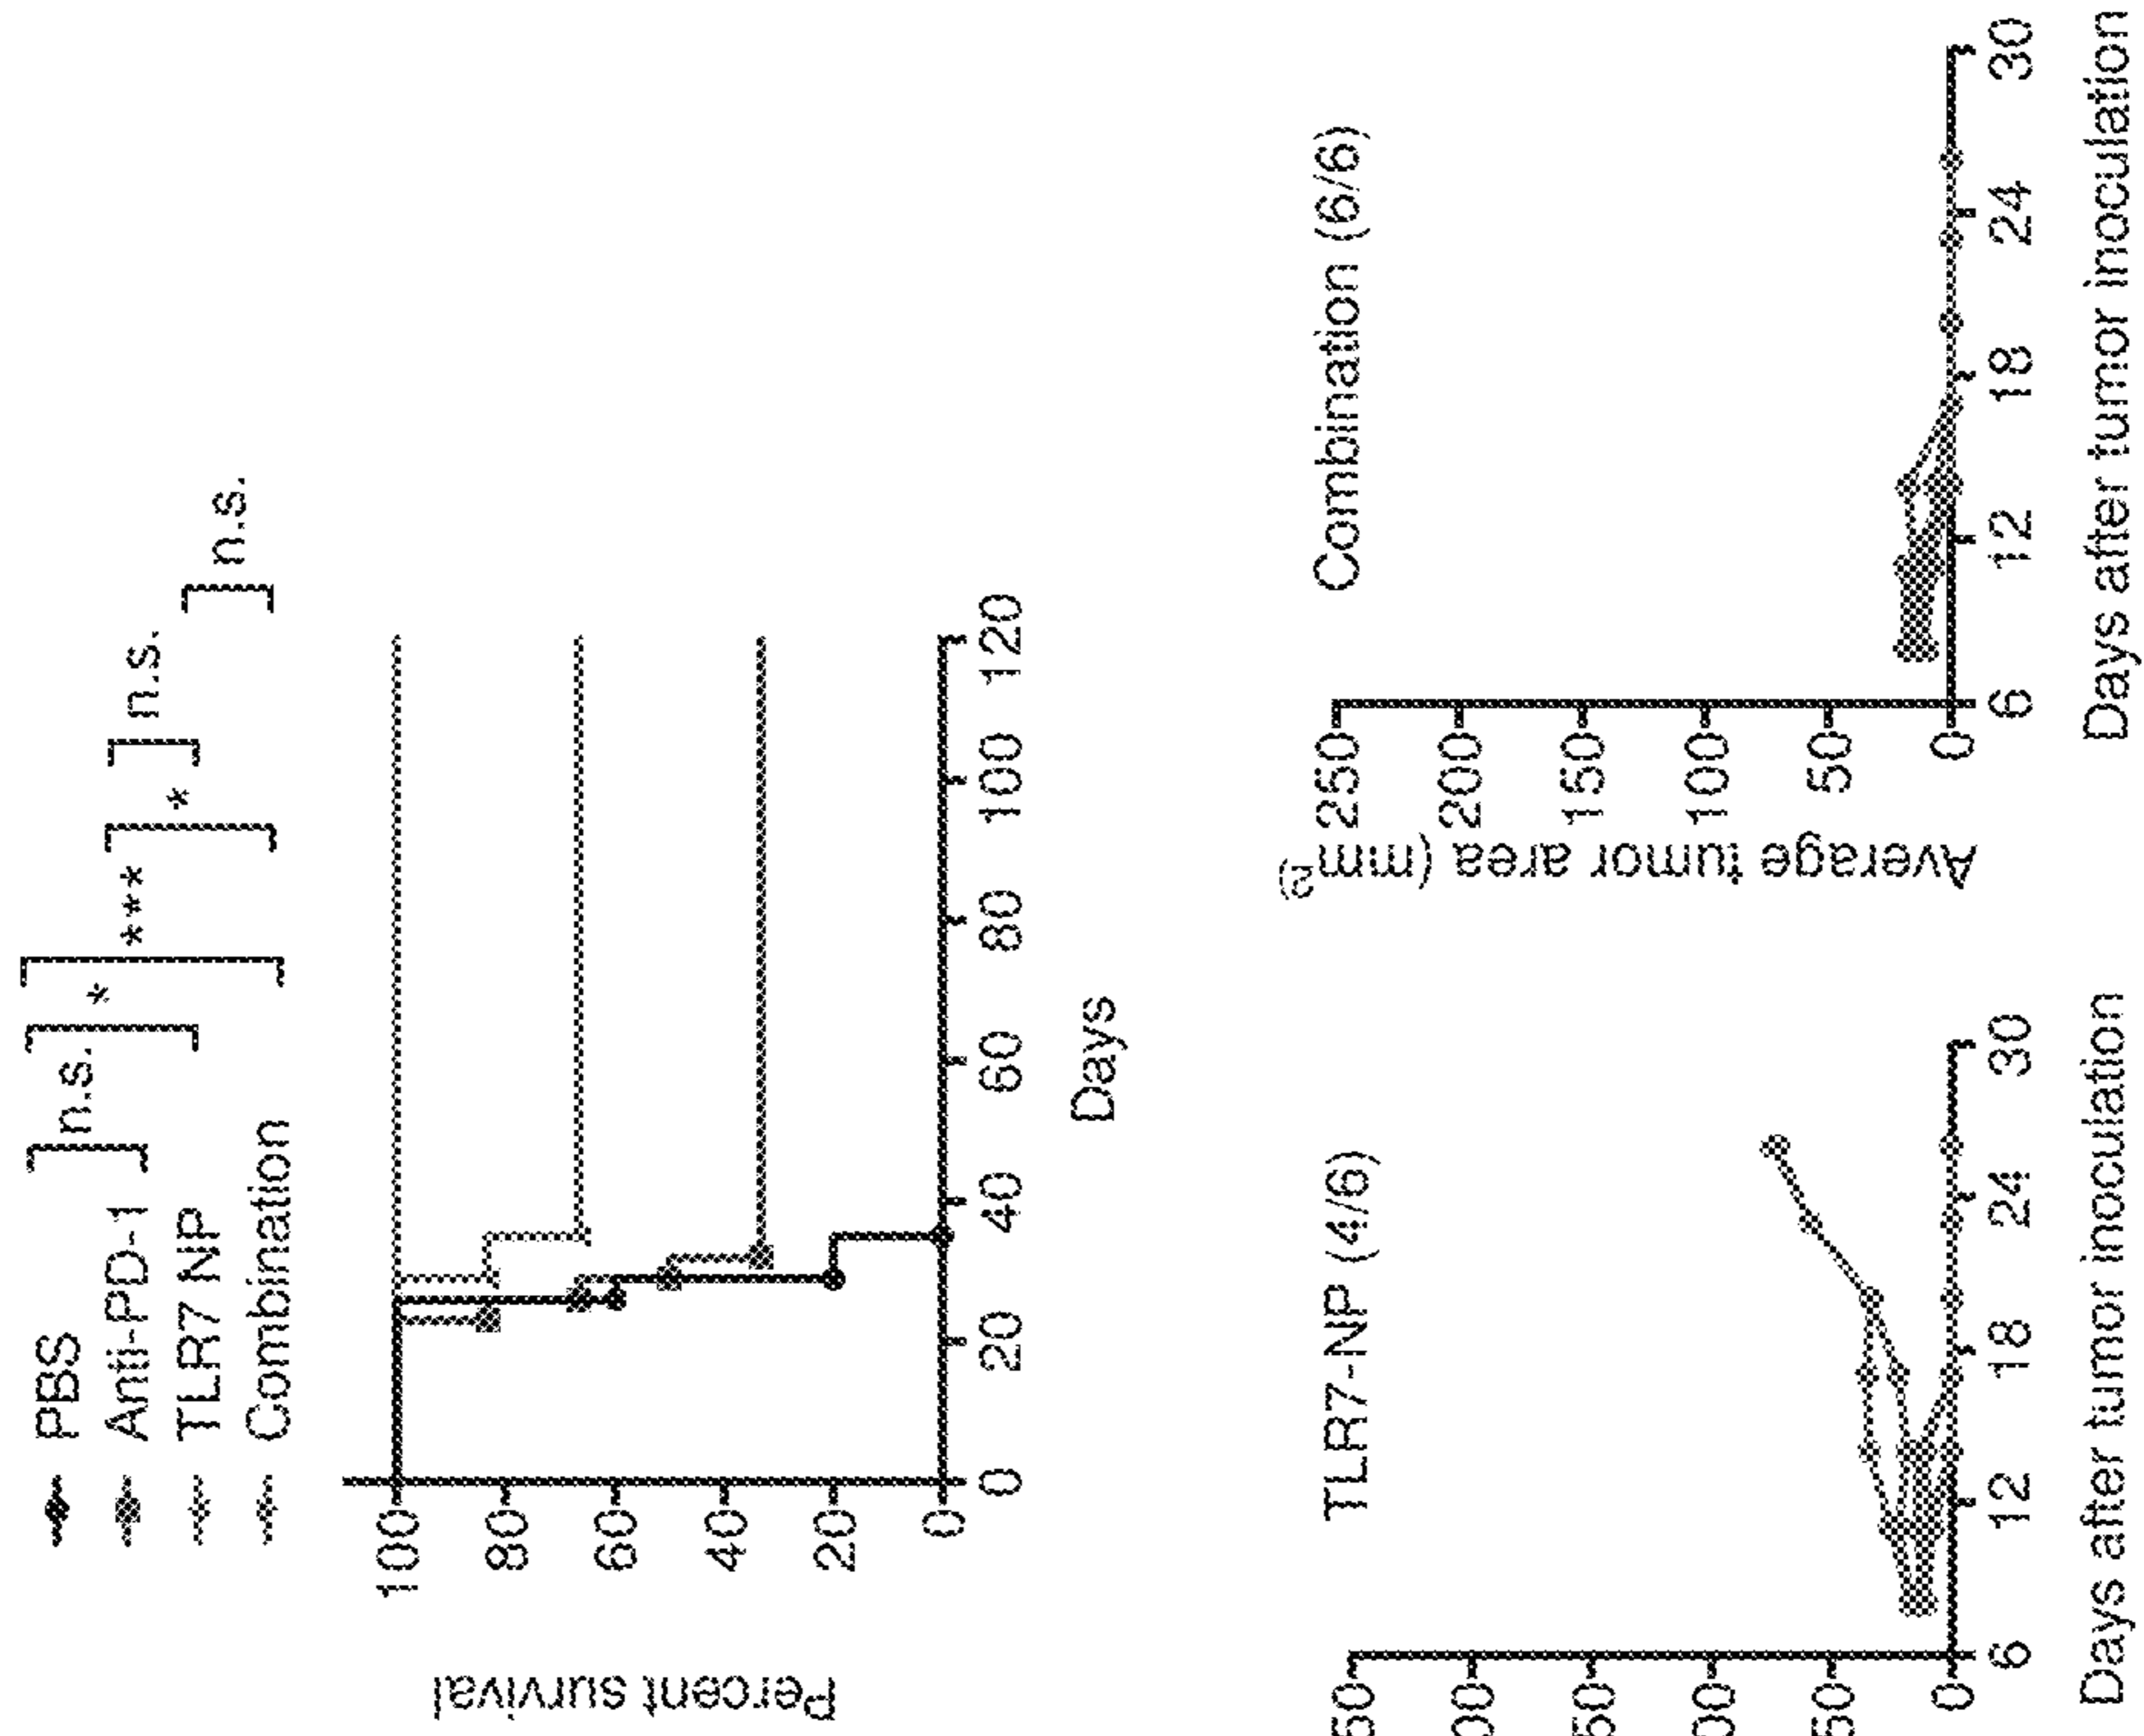 PBS
Anti-PD-1
TLR7 NP
Combination
n.s.
*
***
*
n.s.
n.s.
Percent survival
100
80
60
40
20
0
0 20 40 60 80 100 120
Days
TLR7-NP (4/6)
50
0
6 12 18 24 30
Days after tumor inoculation
Combination (6/6)
Average tumor area (mm2)
250
200
150
100
50
0
6 12 18 24 30
Days after tumor inoculation